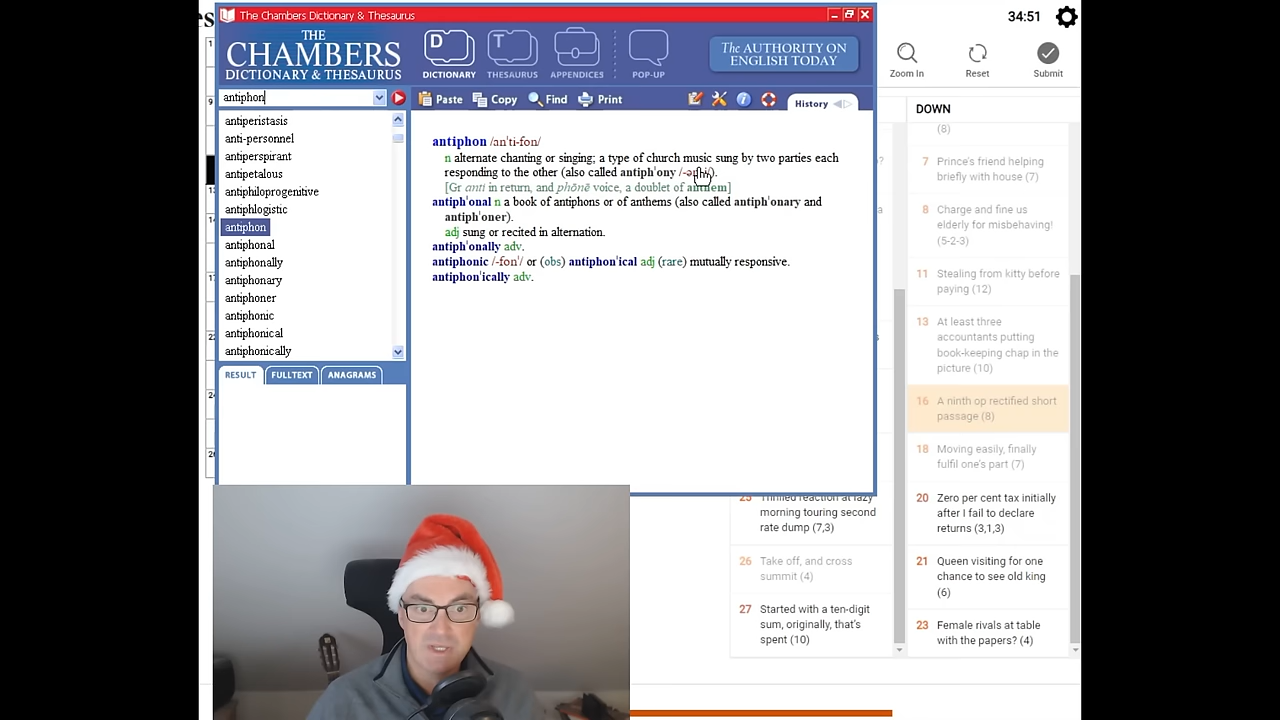 The Chambers Dictionary & Thesaurus
THE
CHAMBERS
DICTIONARY & THESAURUS
D
DICTIONARY
T
THESAURUS
APPENDICES
POP-UP
The AUTHORITY ON
ENGLISH TODAY
antiphon
Paste
Copy
Find
Print
History
antiperistasis
anti-personnel
antiperspirant
antipetalous
antiphiloprogenitive
antiphlogistic
antiphon
antiphonal
antiphonally
antiphonary
antiphoner
antiphonic
antiphonical
antiphonically
RESULT
FULLTEXT
ANAGRAMS
antiphon /an'ti-fon/
n alternate chanting or singing; a type of church music sung by two parties each
responding to the other (also called antiph'ony
[Gr anti in return, and phōnē voice, a doublet of anthem]
antiph'onal n a book of antiphons or of anthems (also called antiph'onary and
antiph'oner).
adj sung or recited in alternation.
antiph'onally adv.
antiphonic /-fon'/ or (obs) antiphon'ical adj (rare) mutually responsive.
antiphon'ically adv.
34:51
Zoom In
Reset
Submit
DOWN
(8)
7 Prince's friend helping
briefly with house (7)
8 Charge and fine us
elderly for misbehaving!
(5-2-3)
11 Stealing from kitty before
paying (12)
13 At least three
accountants putting
book-keeping chap in the
picture (10)
16 A ninth op rectified short
passage (8)
18 Moving easily, finally
fulfil one's part (7)
20 Zero per cent tax initially
after I fail to declare
returns (3,1,3)
21 Queen visiting for one
chance to see old king
(6)
23 Female rivals at table
with the papers? (4)
25 Thrilled reaction at lazy
morning touring second
rate dump (7,3)
26 Take off, and cross
summit (4)
27 Started with a ten-digit
sum, originally, that's
spent (10)